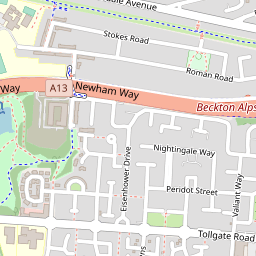 Avenue
Stokes Road
Roman Road
Way
A13
Newham Way
Beckton Alps
Nightingale Way
Eisenhower Drive
Peridot Street
Valiant Way
Tollgate Road